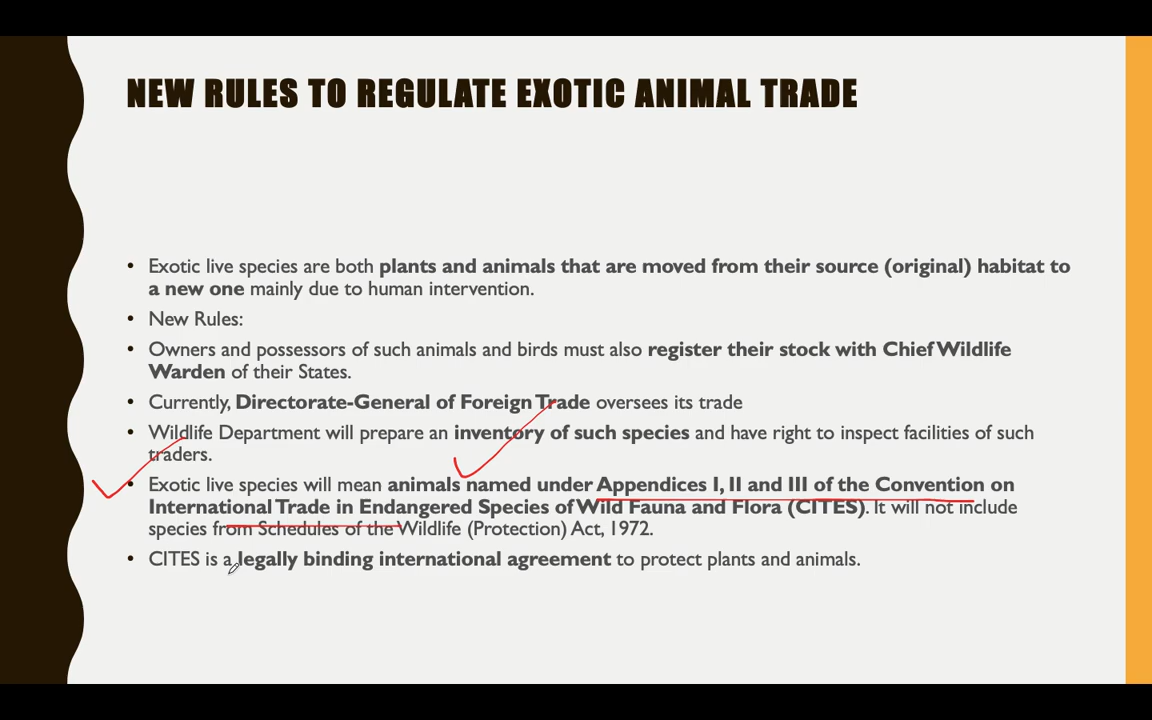 NEW RULES TO REGULATE EXOTIC ANIMAL TRADE
• Exotic live species are both plants and animals that are moved from their source (original) habitat to
a new one mainly due to human intervention.
• New Rules:
• Owners and possessors of such animals and birds must also register their stock with Chief Wildlife
Warden of their States.
• Currently, Directorate-General of Foreign Trade oversees its trade
• Wildlife Department will prepare an inventory of such species and have right to inspect facilities of such
traders.
• Exotic live species will mean animals named under Appendices I, II and III of the Convention on
International Trade in Endangered Species of Wild Fauna and Flora (CITES). It will not include
species from Schedules of the Wildlife (Protection) Act, 1972.
• CITES is a legally binding international agreement to protect plants and animals.